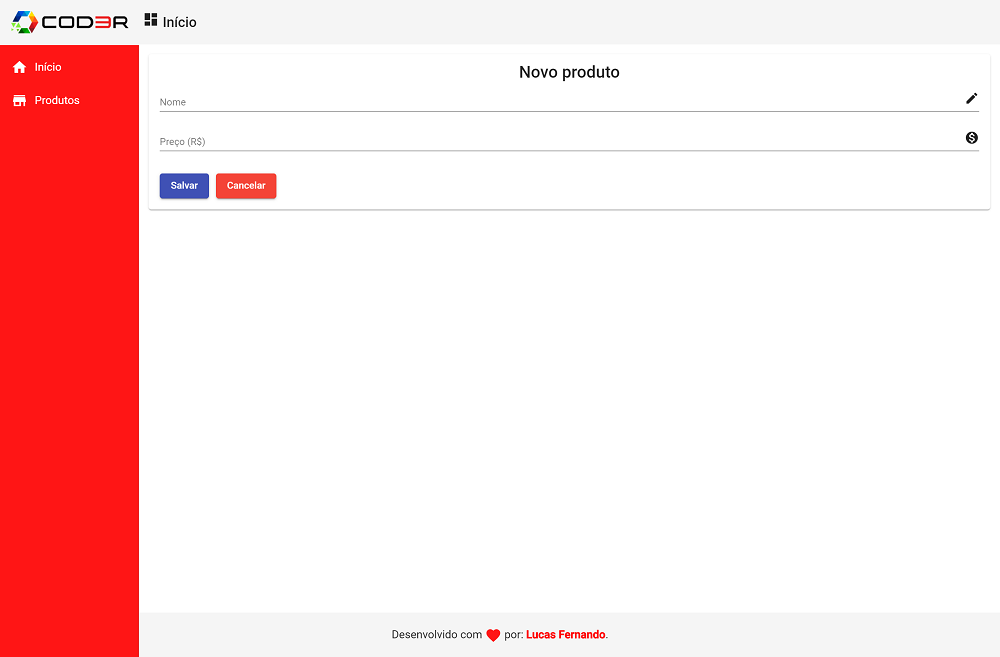 COD3R
Início
Início
Produtos
Novo produto
Nome
Preço (R$)
Salvar
Cancelar
Desenvolvido com por: Lucas Fernando.